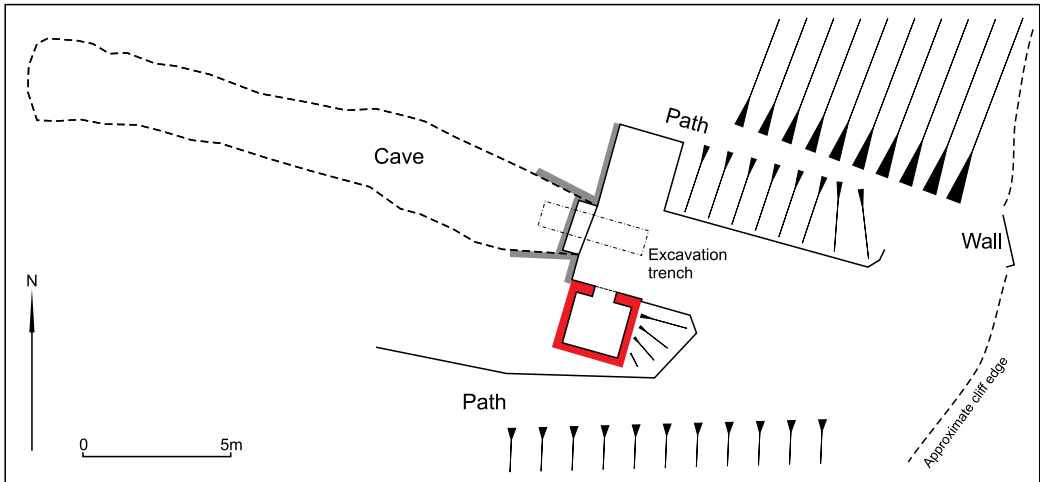 Path
Cave
Wall
Excavation
trench
N
Path
Approximate cliff edge
0 5m